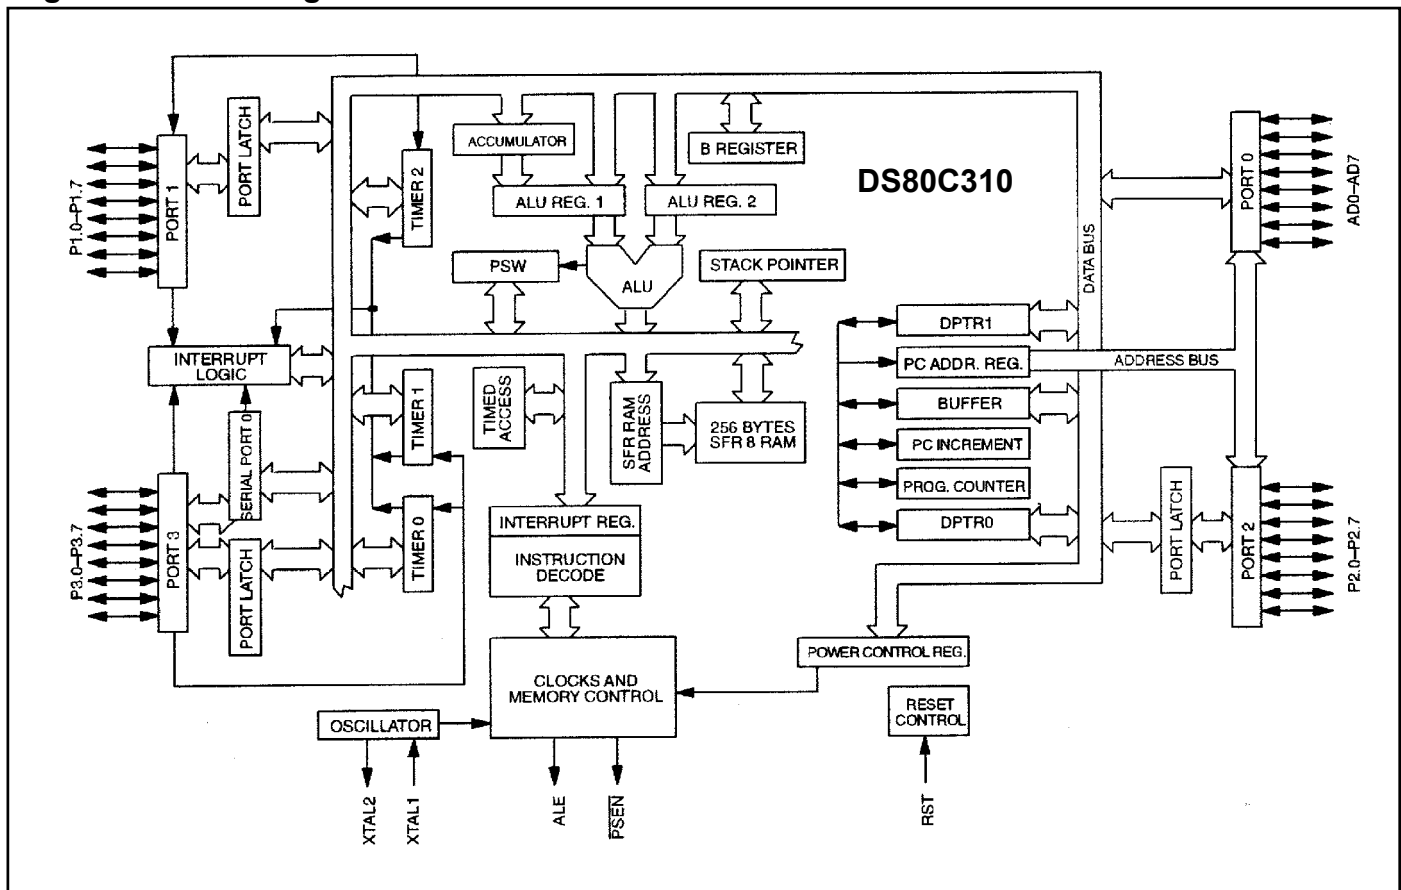 PORT LATCH
ACCUMULATOR
B REGISTER
DS80C310
PORT 0
AD0–AD7
P1.0–P1.7
PORT 1
TIMER 2
ALU REG. 1
ALU REG. 2
DATA BUS
PSW
ALU
STACK POINTER
INTERRUPT
LOGIC
DPTR1
PC ADDR. REG.
ADDRESS BUS
BUFFER
PC INCREMENT
PROG. COUNTER
DPTR0
SERIAL PORT 0
TIMER 1
TIMED
ACCESS
SFR RAM
ADDRESS
256 BYTES
SFR 8 RAM
P3.0–P3.7
PORT 3
PORT LATCH
TIMER 0
INTERRUPT REG.
INSTRUCTION
DECODE
PORT LATCH
PORT 2
P2.0–P2.7
CLOCKS AND
MEMORY CONTROL
POWER CONTROL REG.
OSCILLATOR
RESET
CONTROL
XTAL2
XTAL1
ALE
PSEN
RST